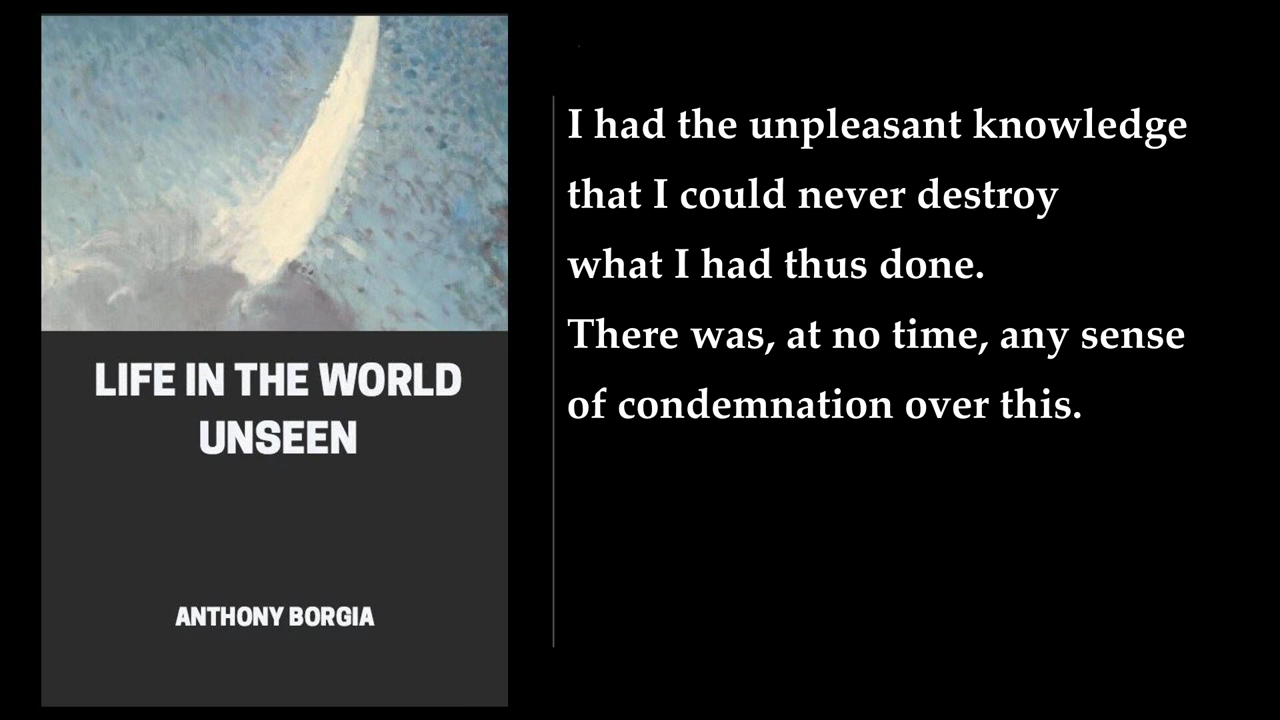 LIFE IN THE WORLD
UNSEEN
ANTHONY BORGIA
I had the unpleasant knowledge
that I could never destroy
what I had thus done.
There was, at no time, any sense
of condemnation over this.